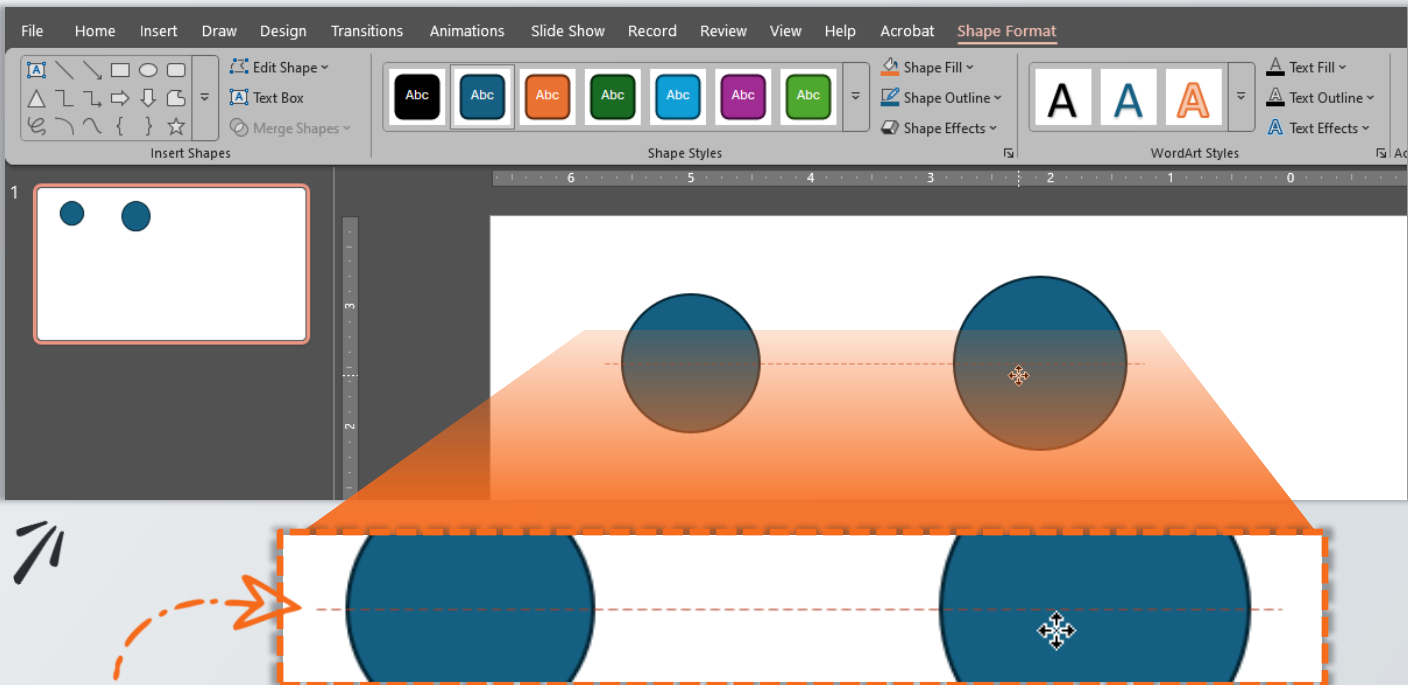 File Home Insert Draw Design Transitions Animations Slide Show Record Review View Help Acrobat Shape Format
A Edit Shape Abc Abc Abc Abc Abc Abc Abc Shape Fill A A A A Text Fill
A Text Box Shape Outline A Text Outline
Merge Shapes Shape Effects A Text Effects
Insert Shapes Shape Styles WordArt Styles Ac
6 5 4 3 2 1 0
1
3
2